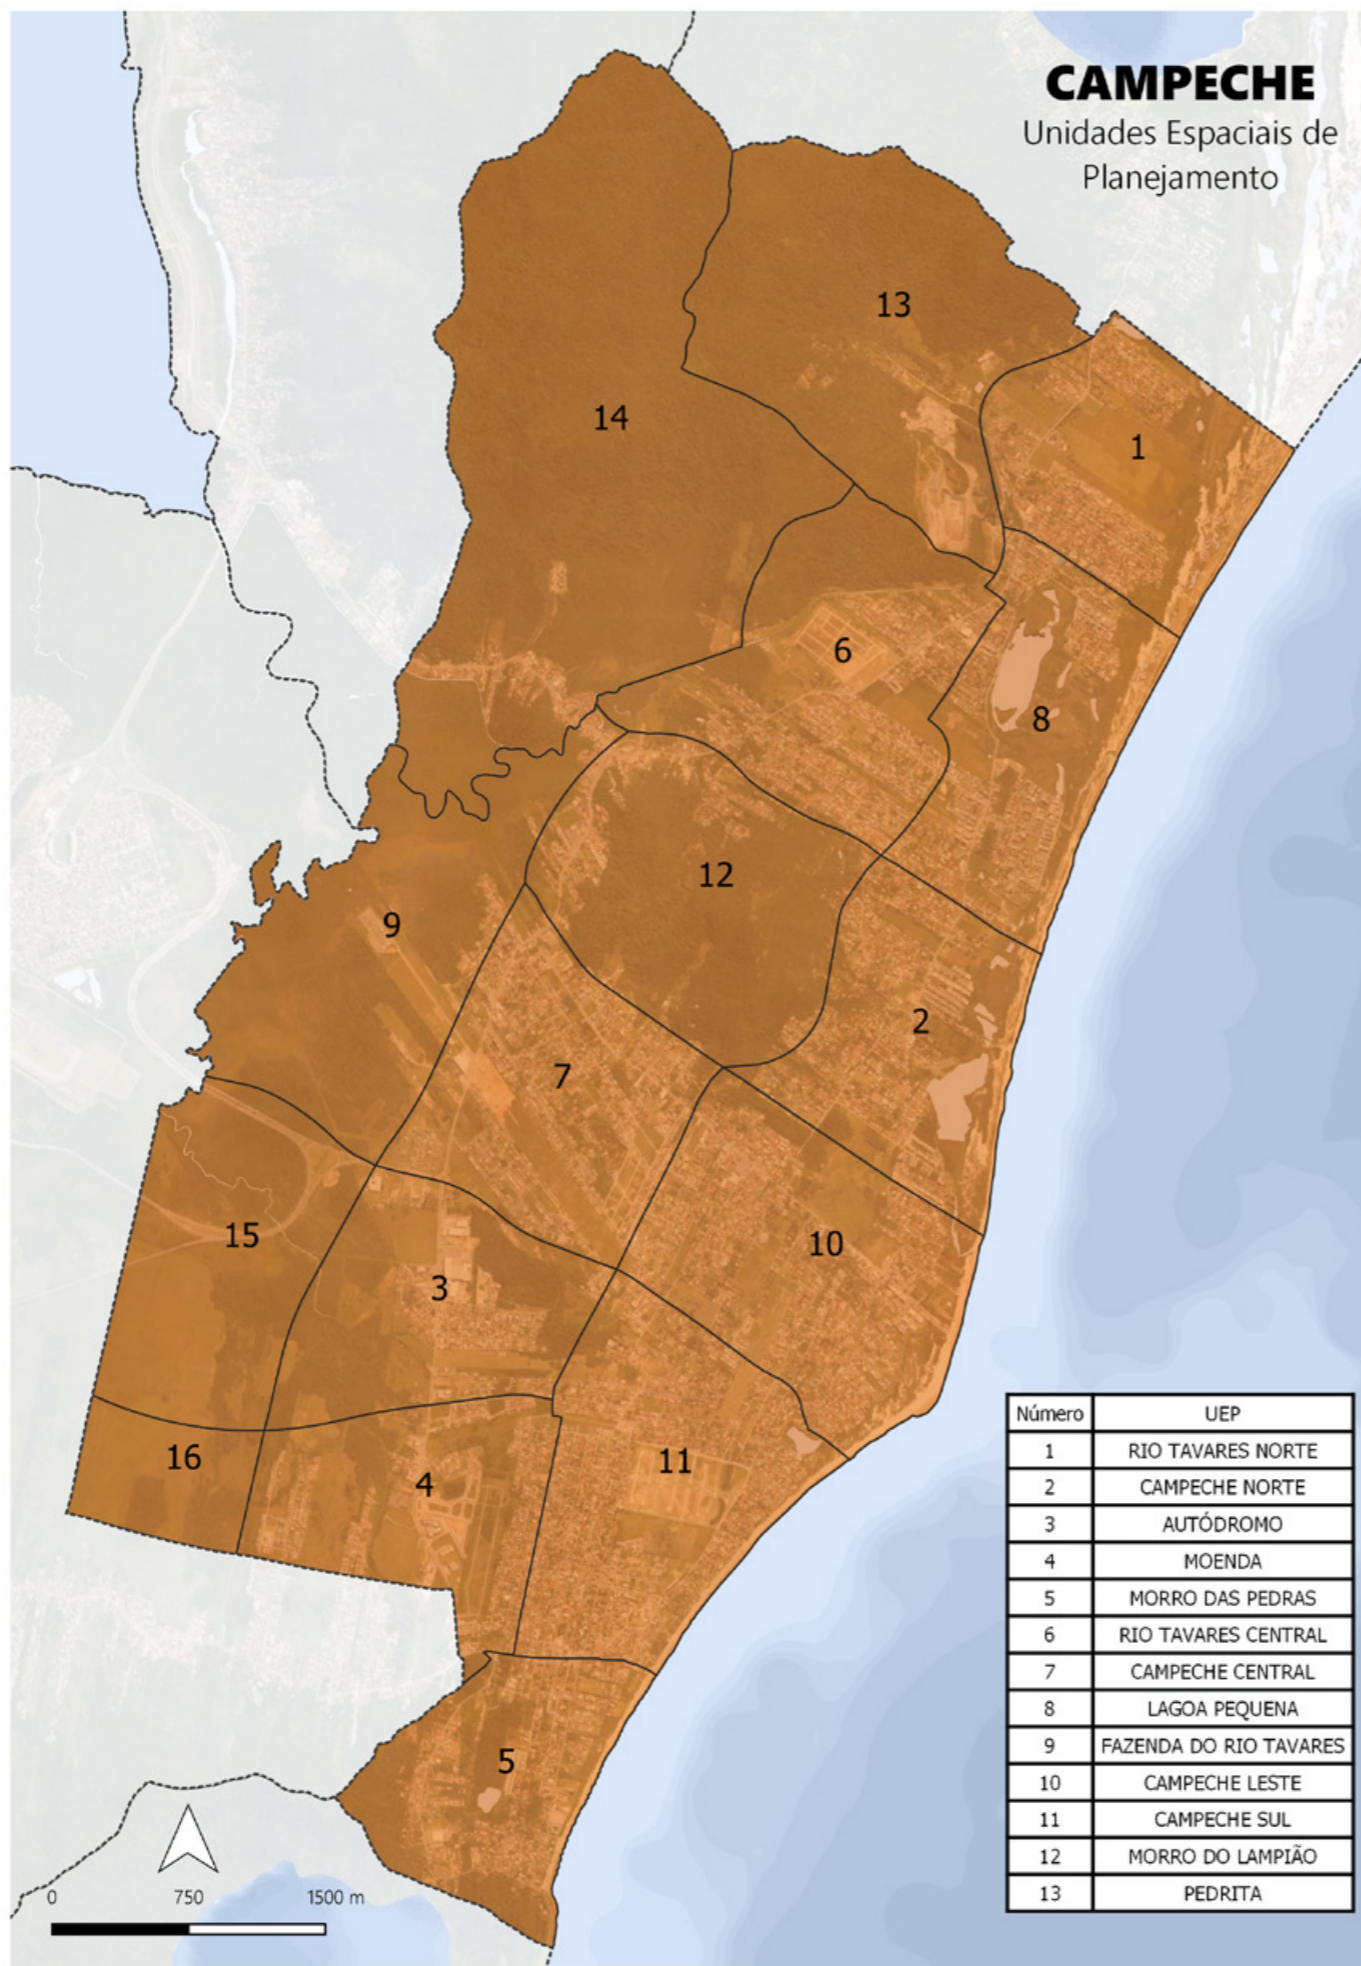 CAMPECHE
Unidades Espaciais de
Planejamento
13
14
1
6
8
12
9
2
7
15
10
3
16
4
11
5
Número UEP
1 RIO TAVARES NORTE
2 CAMPECHE NORTE
3 AUTÓDROMO
4 MOENDA
5 MORRO DAS PEDRAS
6 RIO TAVARES CENTRAL
7 CAMPECHE CENTRAL
8 LAGOA PEQUENA
9 FAZENDA DO RIO TAVARES
10 CAMPECHE LESTE
11 CAMPECHE SUL
12 MORRO DO LAMPIÃO
13 PEDRITA
0 750 1500 m